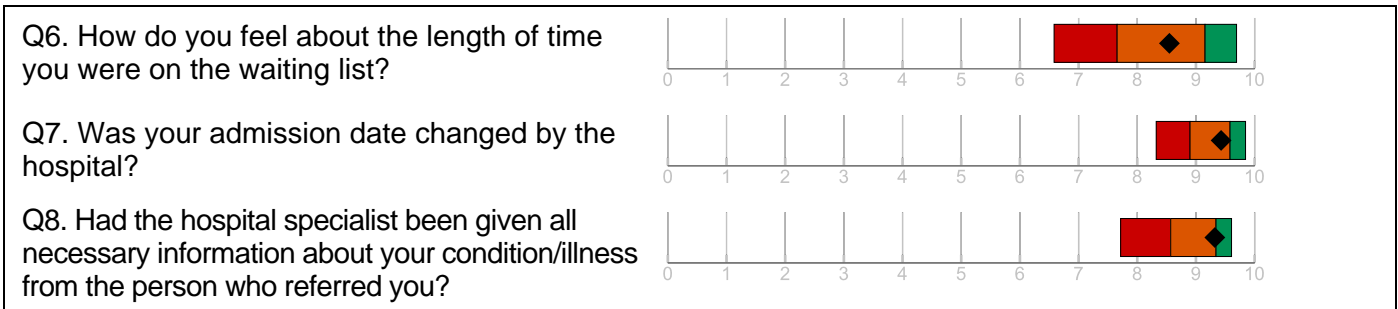 Q6. How do you feel about the length of time
you were on the waiting list?
0 1 2 3 4 5 6 7 8 9 10
Q7. Was your admission date changed by the
hospital?
0 1 2 3 4 5 6 7 8 9 10
Q8. Had the hospital specialist been given all
necessary information about your condition/illness
from the person who referred you?
0 1 2 3 4 5 6 7 8 9 10